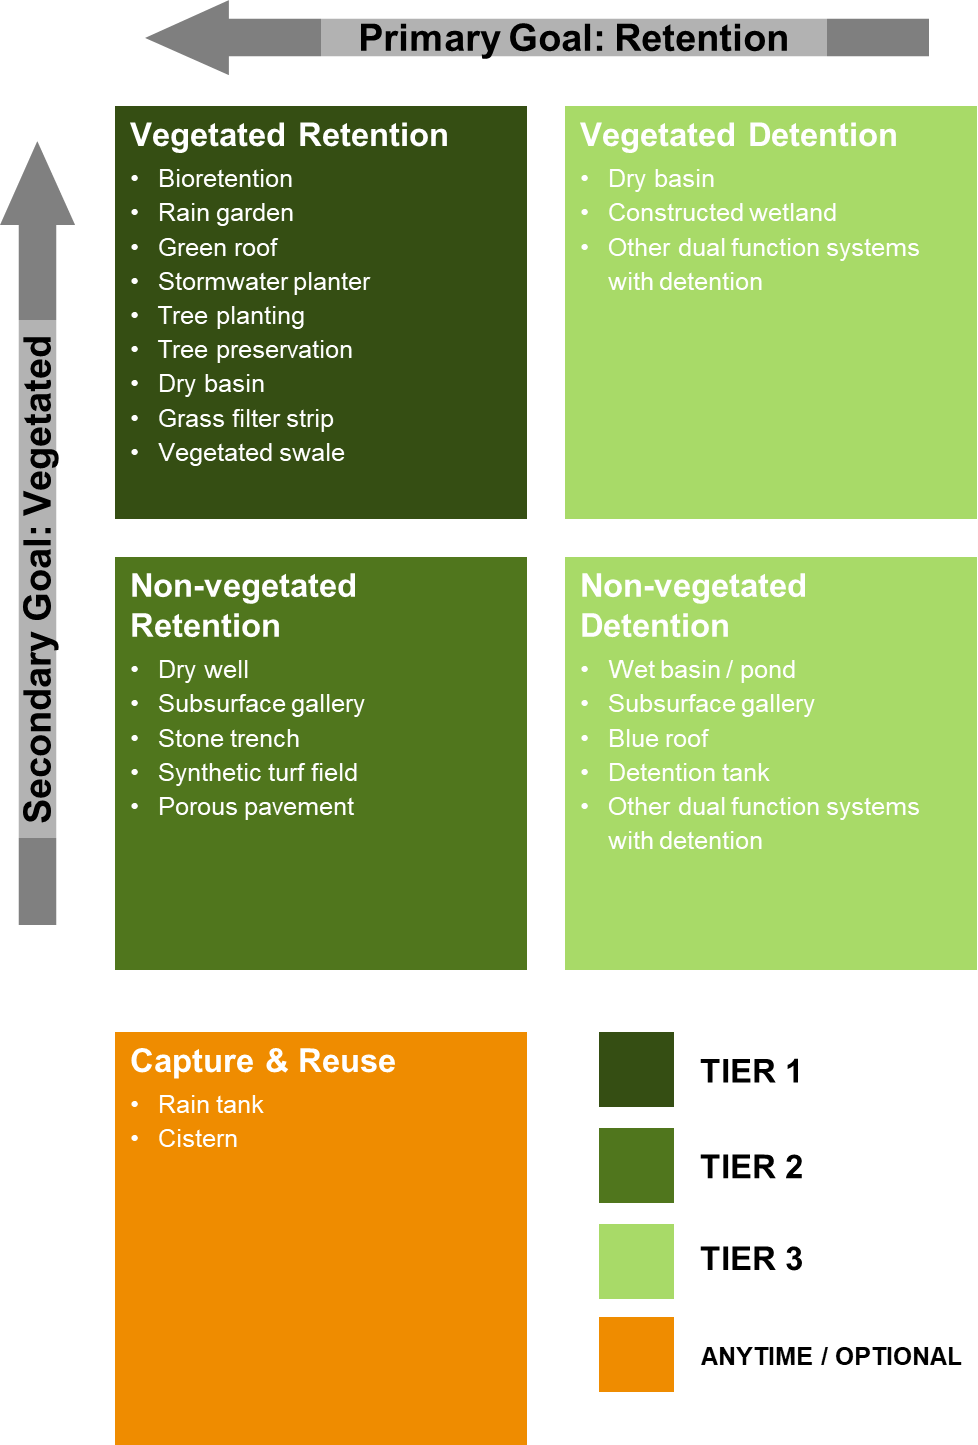 Primary Goal: Retention
Secondary Goal: Vegetated
Vegetated Retention
• Bioretention
• Rain garden
• Green roof
• Stormwater planter
• Tree planting
• Tree preservation
• Dry basin
• Grass filter strip
• Vegetated swale
Vegetated Detention
• Dry basin
• Constructed wetland
• Other dual function systems
with detention
Non-vegetated
Retention
• Dry well
• Subsurface gallery
• Stone trench
• Synthetic turf field
• Porous pavement
Non-vegetated
Detention
• Wet basin / pond
• Subsurface gallery
• Blue roof
• Detention tank
• Other dual function systems
with detention
Capture & Reuse
• Rain tank
• Cistern
TIER 1
TIER 2
TIER 3
ANYTIME / OPTIONAL